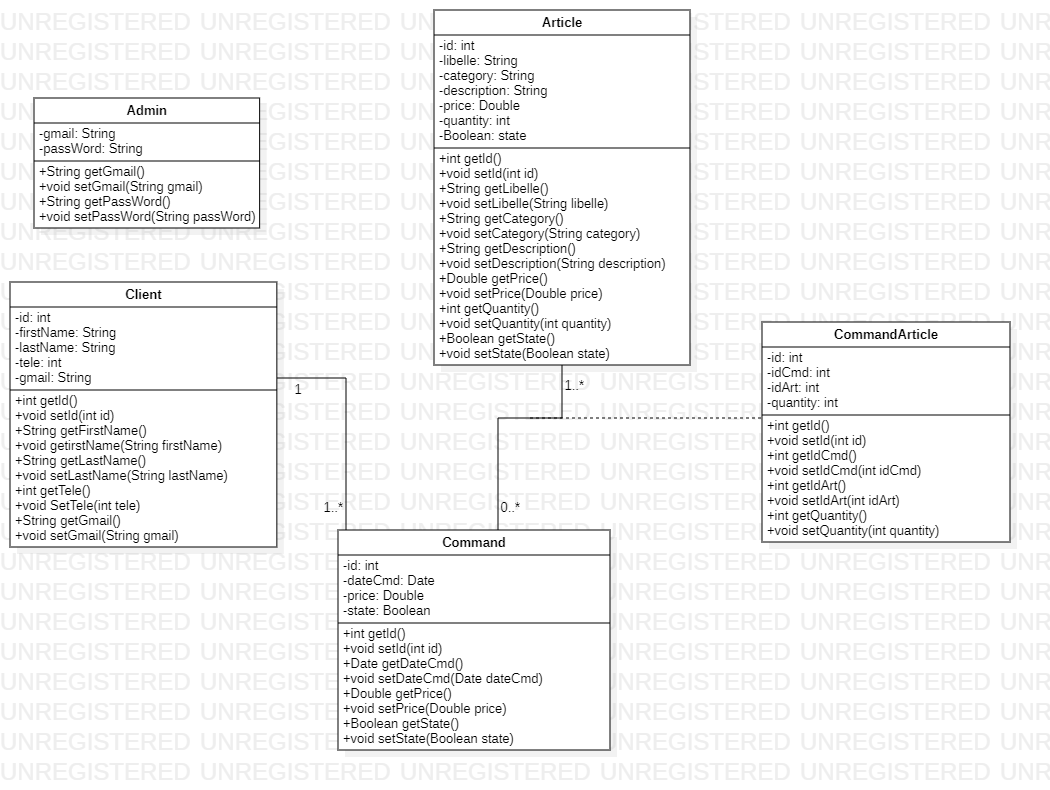 Article
-id: int
-libelle: String
-category: String
-description: String
-price: Double
-quantity: int
-Boolean: state
+int getId()
+void setId(int id)
+String getLibelle()
+void setLibelle(String libelle)
+String getCategory()
+void setCategory(String category)
+String getDescription()
+void setDescription(String description)
+Double getPrice()
+void setPrice(Double price)
+int getQuantity()
+void setQuantity(int quantity)
+Boolean getState()
+void setState(Boolean state)
Admin
-gmail: String
-passWord: String
+String getGmail()
+void setGmail(String gmail)
+String getPassWord()
+void setPassWord(String passWord)
Client
-id: int
-firstName: String
-lastName: String
-tele: int
-gmail: String
+int getId()
+void setId(int id)
+String getFirstName()
+void getirstName(String firstName)
+String getLastName()
+void setLastName(String lastName)
+int getTele()
+void SetTele(int tele)
+String getGmail()
+void setGmail(String gmail)
CommandArticle
-id: int
-idCmd: int
-idArt: int
-quantity: int
+int getId()
+void setId(int id)
+int getIdCmd()
+void setIdCmd(int idCmd)
+int getIdArt()
+void setIdArt(int idArt)
+int getQuantity()
+void setQuantity(int quantity)
1
1..*
1..*
0..*
Command
-id: int
-dateCmd: Date
-price: Double
-state: Boolean
+int getId()
+void setId(int id)
+Date getDateCmd()
+void setDateCmd(Date dateCmd)
+Double getPrice()
+void setPrice(Double price)
+Boolean getState()
+void setState(Boolean state)
UNREGISTERED